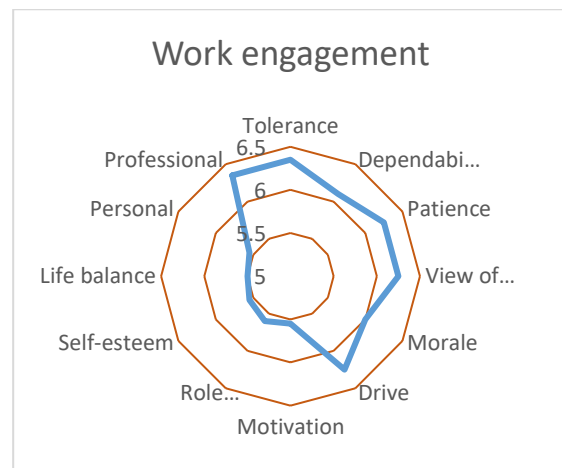 Work engagement
Tolerance
6.5
Professional
Dependabi...
6
Personal
Patience
5.5
Life balance
5
View of...
Self-esteem
Morale
Role...
Drive
Motivation